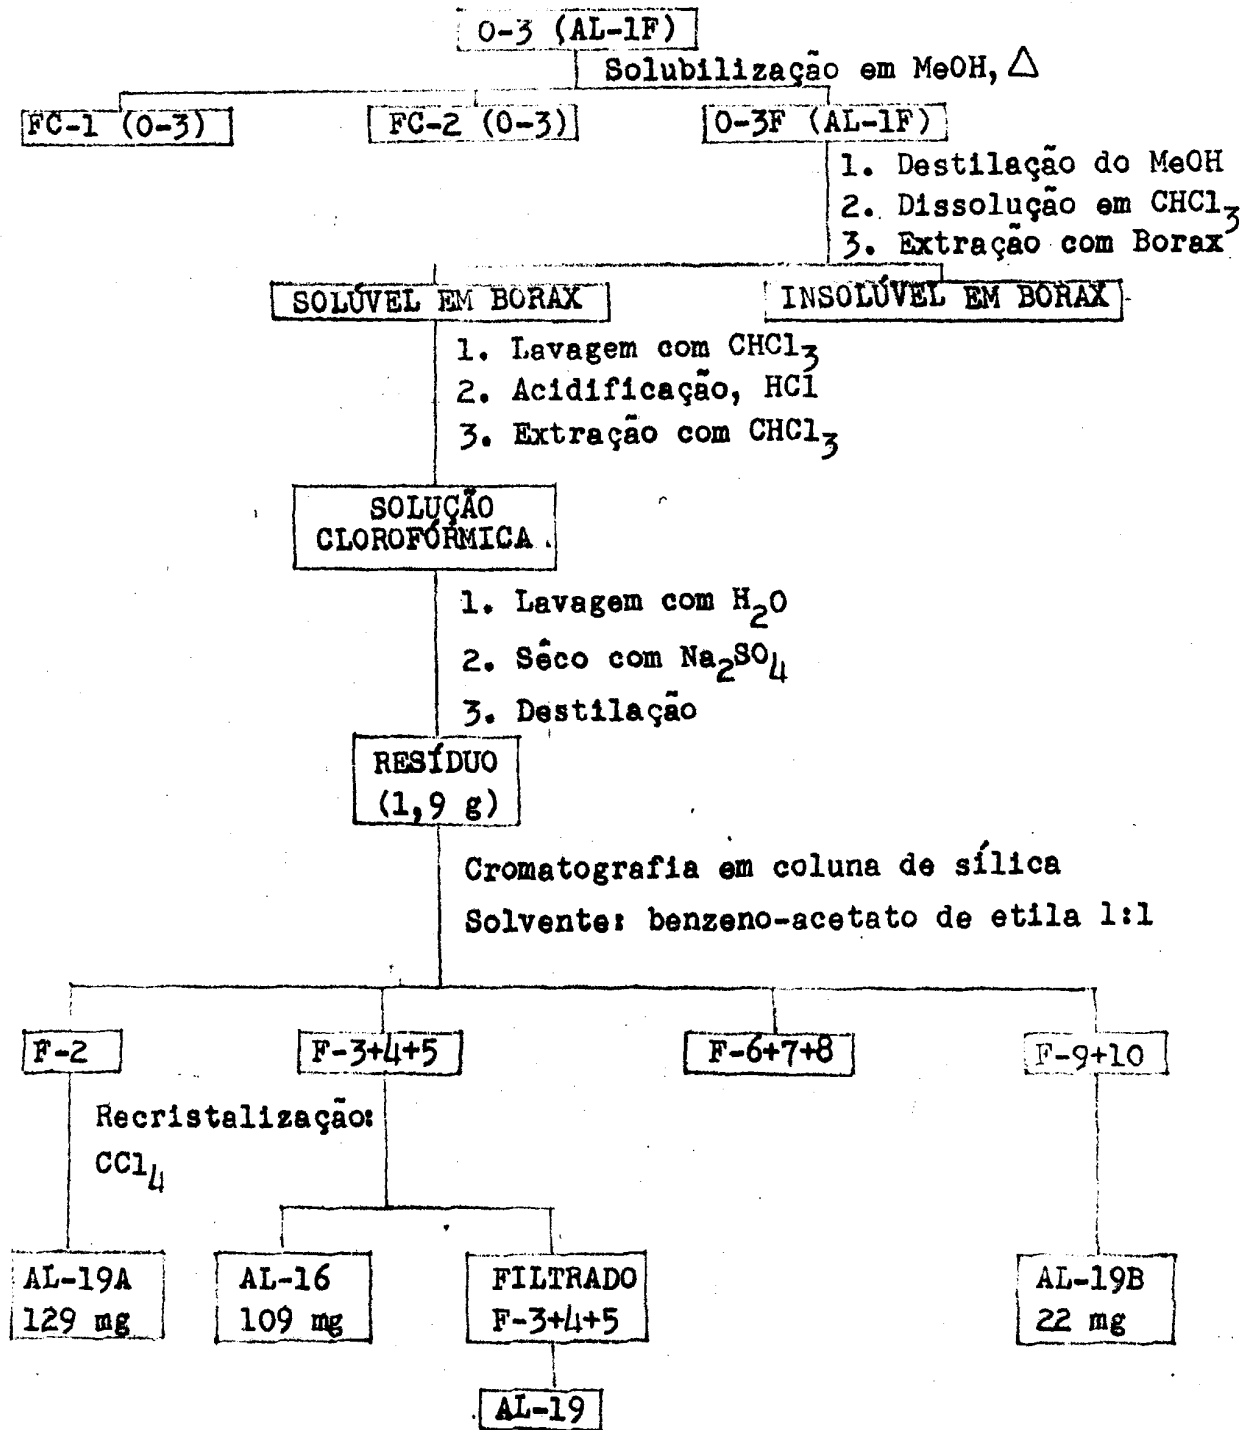 O-3 (AL-1F)
Solubilização em MeOH, △
FC-1 (O-3)
FC-2 (O-3)
O-3F (AL-1F)
1. Destilação do MeOH
2. Dissolução em CHCl3
3. Extração com Borax
SOLÚVEL EM BORAX
INSOLÚVEL EM BORAX
1. Lavagem com CHCl3
2. Acidificação, HCl
3. Extração com CHCl3
SOLUÇÃO
CLOROFÓRMICA
1. Lavagem com H2O
2. Sêco com Na2SO4
3. Destilação
RESÍDUO
(1,9 g)
Cromatografia em coluna de sílica
Solvente: benzeno-acetato de etila 1:1
F-2
F-3+4+5
F-6+7+8
F-9+10
Recristalização:
CCl4
AL-19A
129 mg
AL-16
109 mg
FILTRADO
F-3+4+5
AL-19B
22 mg
AL-19